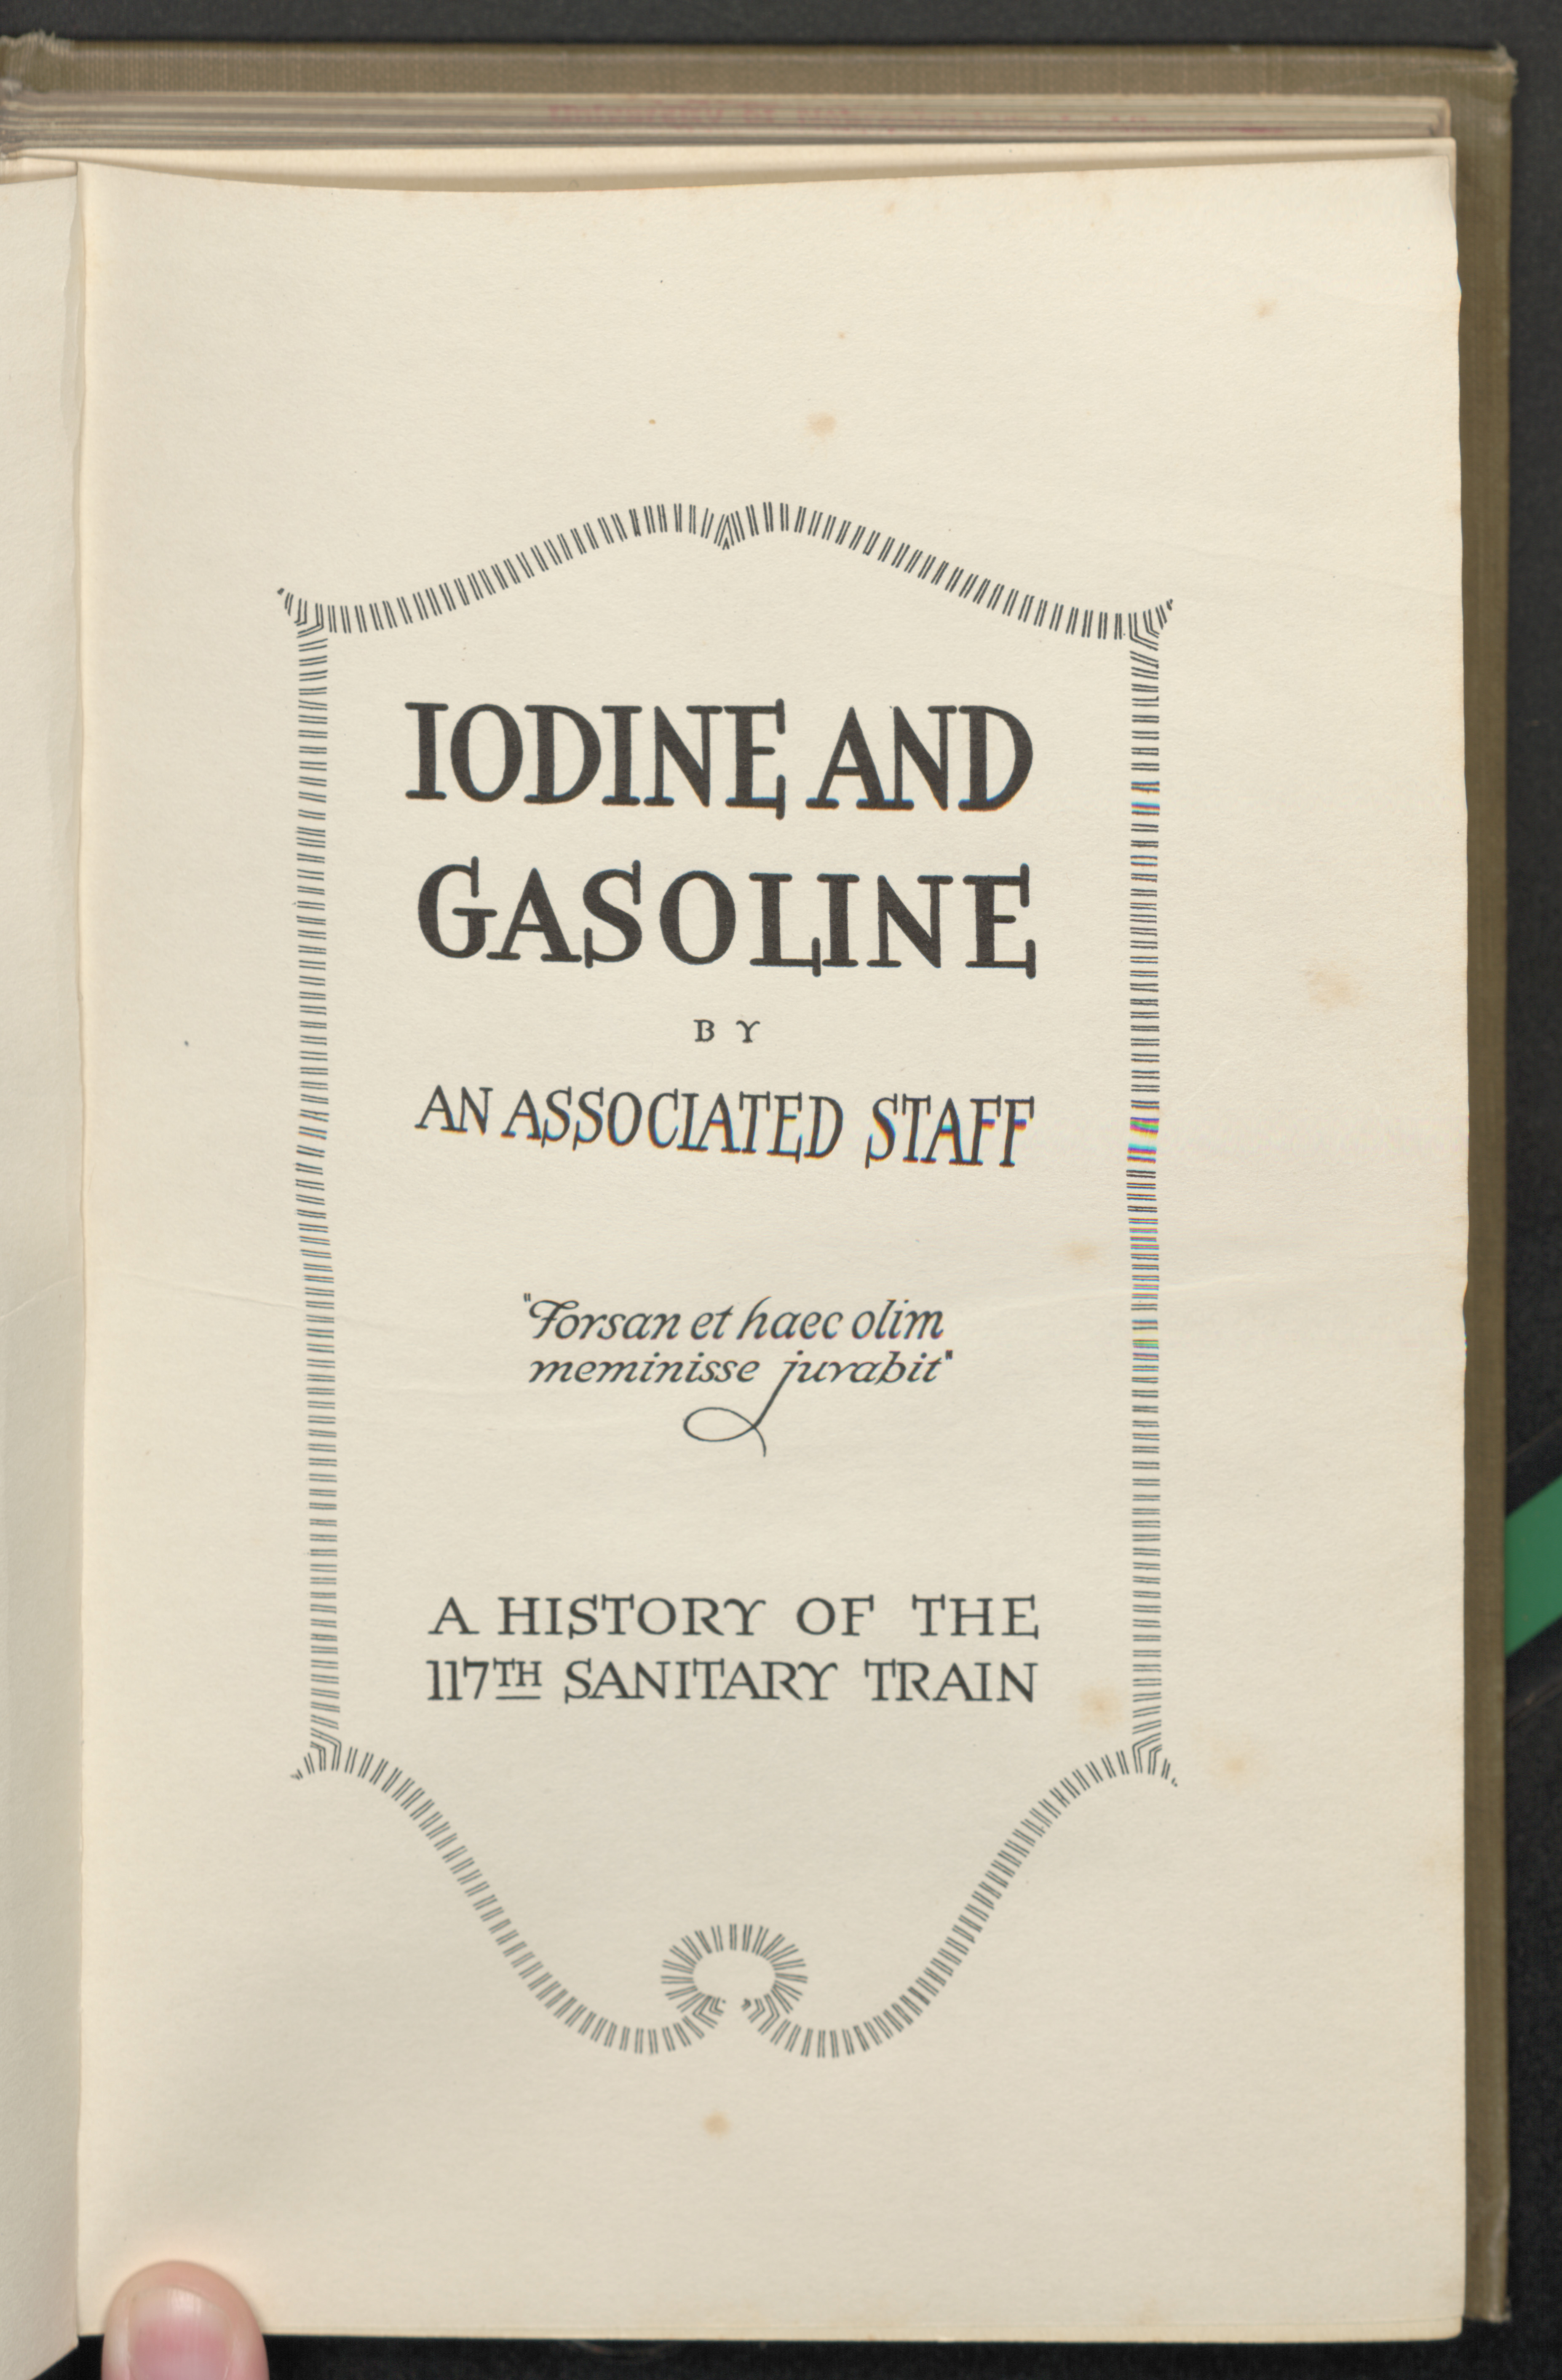 IODINE AND
GASOLINE
BY
AN ASSOCIATED STAFF
"Forsan et haec olim
meminisse juvabit"
A HISTORY OF THE
117TH SANITARY TRAIN